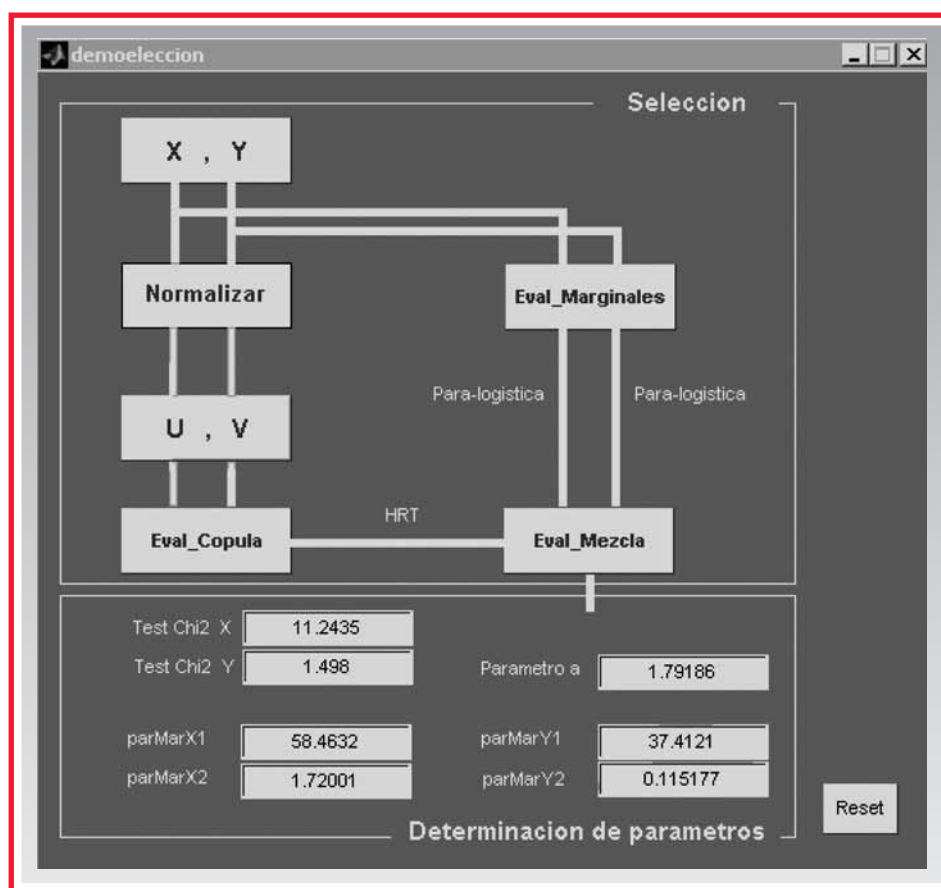 demoeleccion
Seleccion
X , Y
Normalizar
Eval_Marginales
Para-logistica
Para-logistica
U , V
HRT
Eval_Copula
Eval_Mezcla
Test Chi2 X
11.2435
Test Chi2 Y
1.498
Parametro a
1.79186
parMarX1
58.4632
parMarY1
37.4121
parMarX2
1.72001
parMarY2
0.115177
Reset
Determinacion de parametros